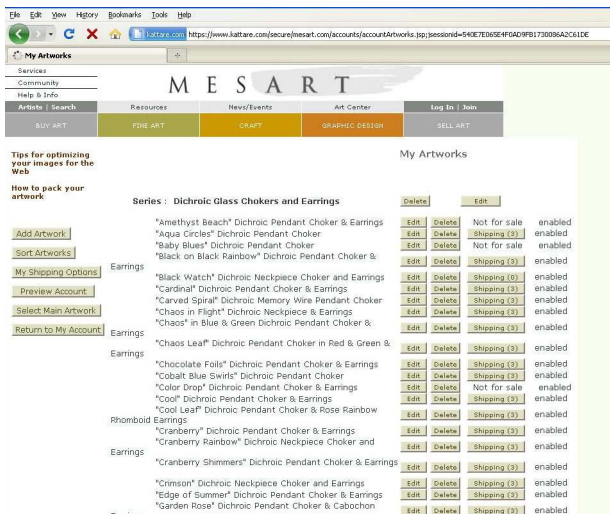 File Edit View History Bookmarks Tools Help
kattare.com https://www.kattare.com/secure/mesart.com/accounts/accountArtworks.jsp;jsessionid=540E7E065E4F0AD9FB1730086A2C61DE
My Artworks
Services
Community
Help & Info
MESART
Artists | Search Resources News/Events Art Center Log In | Join
BUY ART FINE ART CRAFT GRAPHIC DESIGN SELL ART
Tips for optimizing
your images for the
Web
How to pack your
artwork
Add Artwork
Sort Artworks
My Shipping Options
Preview Account
Select Main Artwork
Return to My Account
My Artworks
Series : Dichroic Glass Chokers and Earrings Delete Edit
"Amethyst Beach" Dichroic Pendant Choker & Earrings Edit Delete Not for sale enabled
"Aqua Circles" Dichroic Pendant Choker Edit Delete Shipping (3) enabled
"Baby Blues" Dichroic Pendant Choker Edit Delete Not for sale enabled
"Black on Black Rainbow" Dichroic Pendant Choker &
Earrings Edit Delete Shipping (3) enabled
"Black Watch" Dichroic Neckpiece Choker and Earrings Edit Delete Shipping (0) enabled
"Cardinal" Dichroic Pendant Choker & Earrings Edit Delete Shipping (3) enabled
"Carved Spiral" Dichroic Memory Wire Pendant Choker Edit Delete Shipping (3) enabled
"Chaos in Flight" Dichroic Neckpiece & Earrings Edit Delete Shipping (3) enabled
"Chaos" in Blue & Green Dichroic Pendant Choker &
Earrings Edit Delete Shipping (3) enabled
"Chaos Leaf" Dichroic Pendant Choker in Red & Green &
Earrings Edit Delete Shipping (3) enabled
"Chocolate Foils" Dichroic Pendant Choker & Earrings Edit Delete Shipping (3) enabled
"Cobalt Blue Swirls" Dichroic Pendant Choker Edit Delete Shipping (3) enabled
"Color Drop" Dichroic Pendant Choker & Earrings Edit Delete Not for sale enabled
"Cool" Dichroic Pendant Choker & Earrings Edit Delete Shipping (3) enabled
"Cool Leaf" Dichroic Pendant Choker & Rose Rainbow
Rhomboid Earrings Edit Delete Shipping (3) enabled
"Cranberry" Dichroic Pendant Choker & Earrings Edit Delete Shipping (3) enabled
"Cranberry Rainbow" Dichroic Neckpiece Choker and
Earrings Edit Delete Shipping (3) enabled
"Cranberry Shimmers" Dichroic Pendant Choker & Earrings Edit Delete Shipping (3) enabled
"Crimson" Dichroic Neckpiece Choker and Earrings Edit Delete Shipping (3) enabled
"Edge of Summer" Dichroic Pendant Choker & Earrings Edit Delete Shipping (3) enabled
"Garden Rose" Dichroic Pendant Choker & Cabochon Edit Delete Shipping (3) enabled